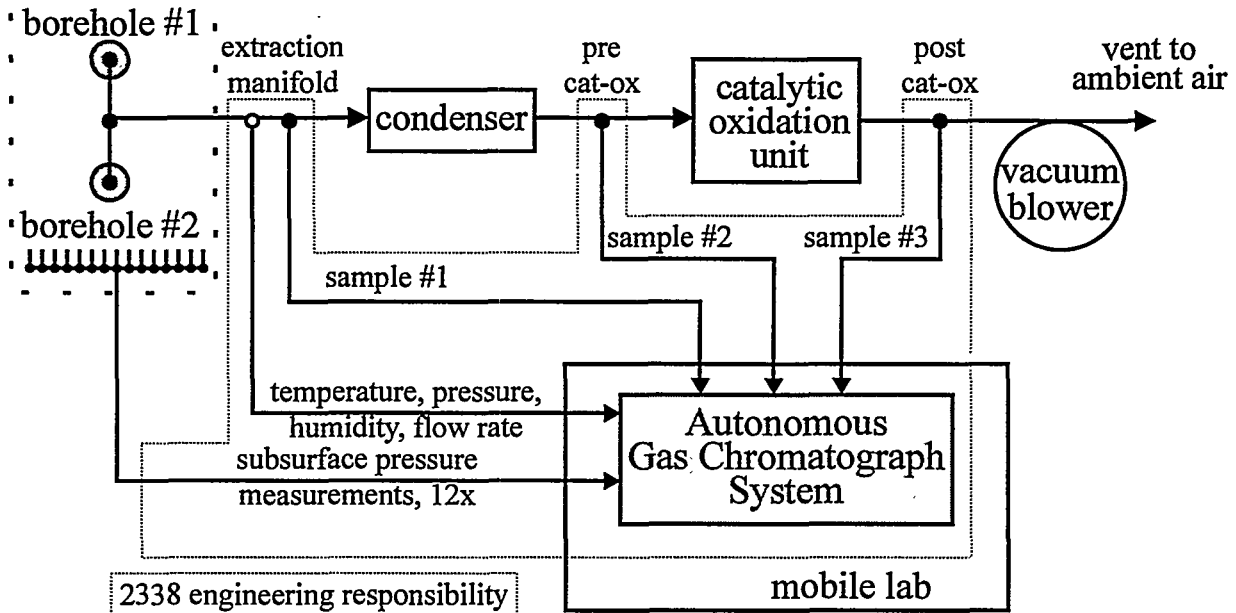 borehole #1
extraction
manifold
pre
cat-ox
post
cat-ox
vent to
ambient air
condenser
catalytic
oxidation
unit
vacuum
blower
borehole #2
sample #1
sample #2
sample #3
temperature, pressure,
humidity, flow rate
subsurface pressure
measurements, 12x
Autonomous
Gas Chromatograph
System
mobile lab
2338 engineering responsibility